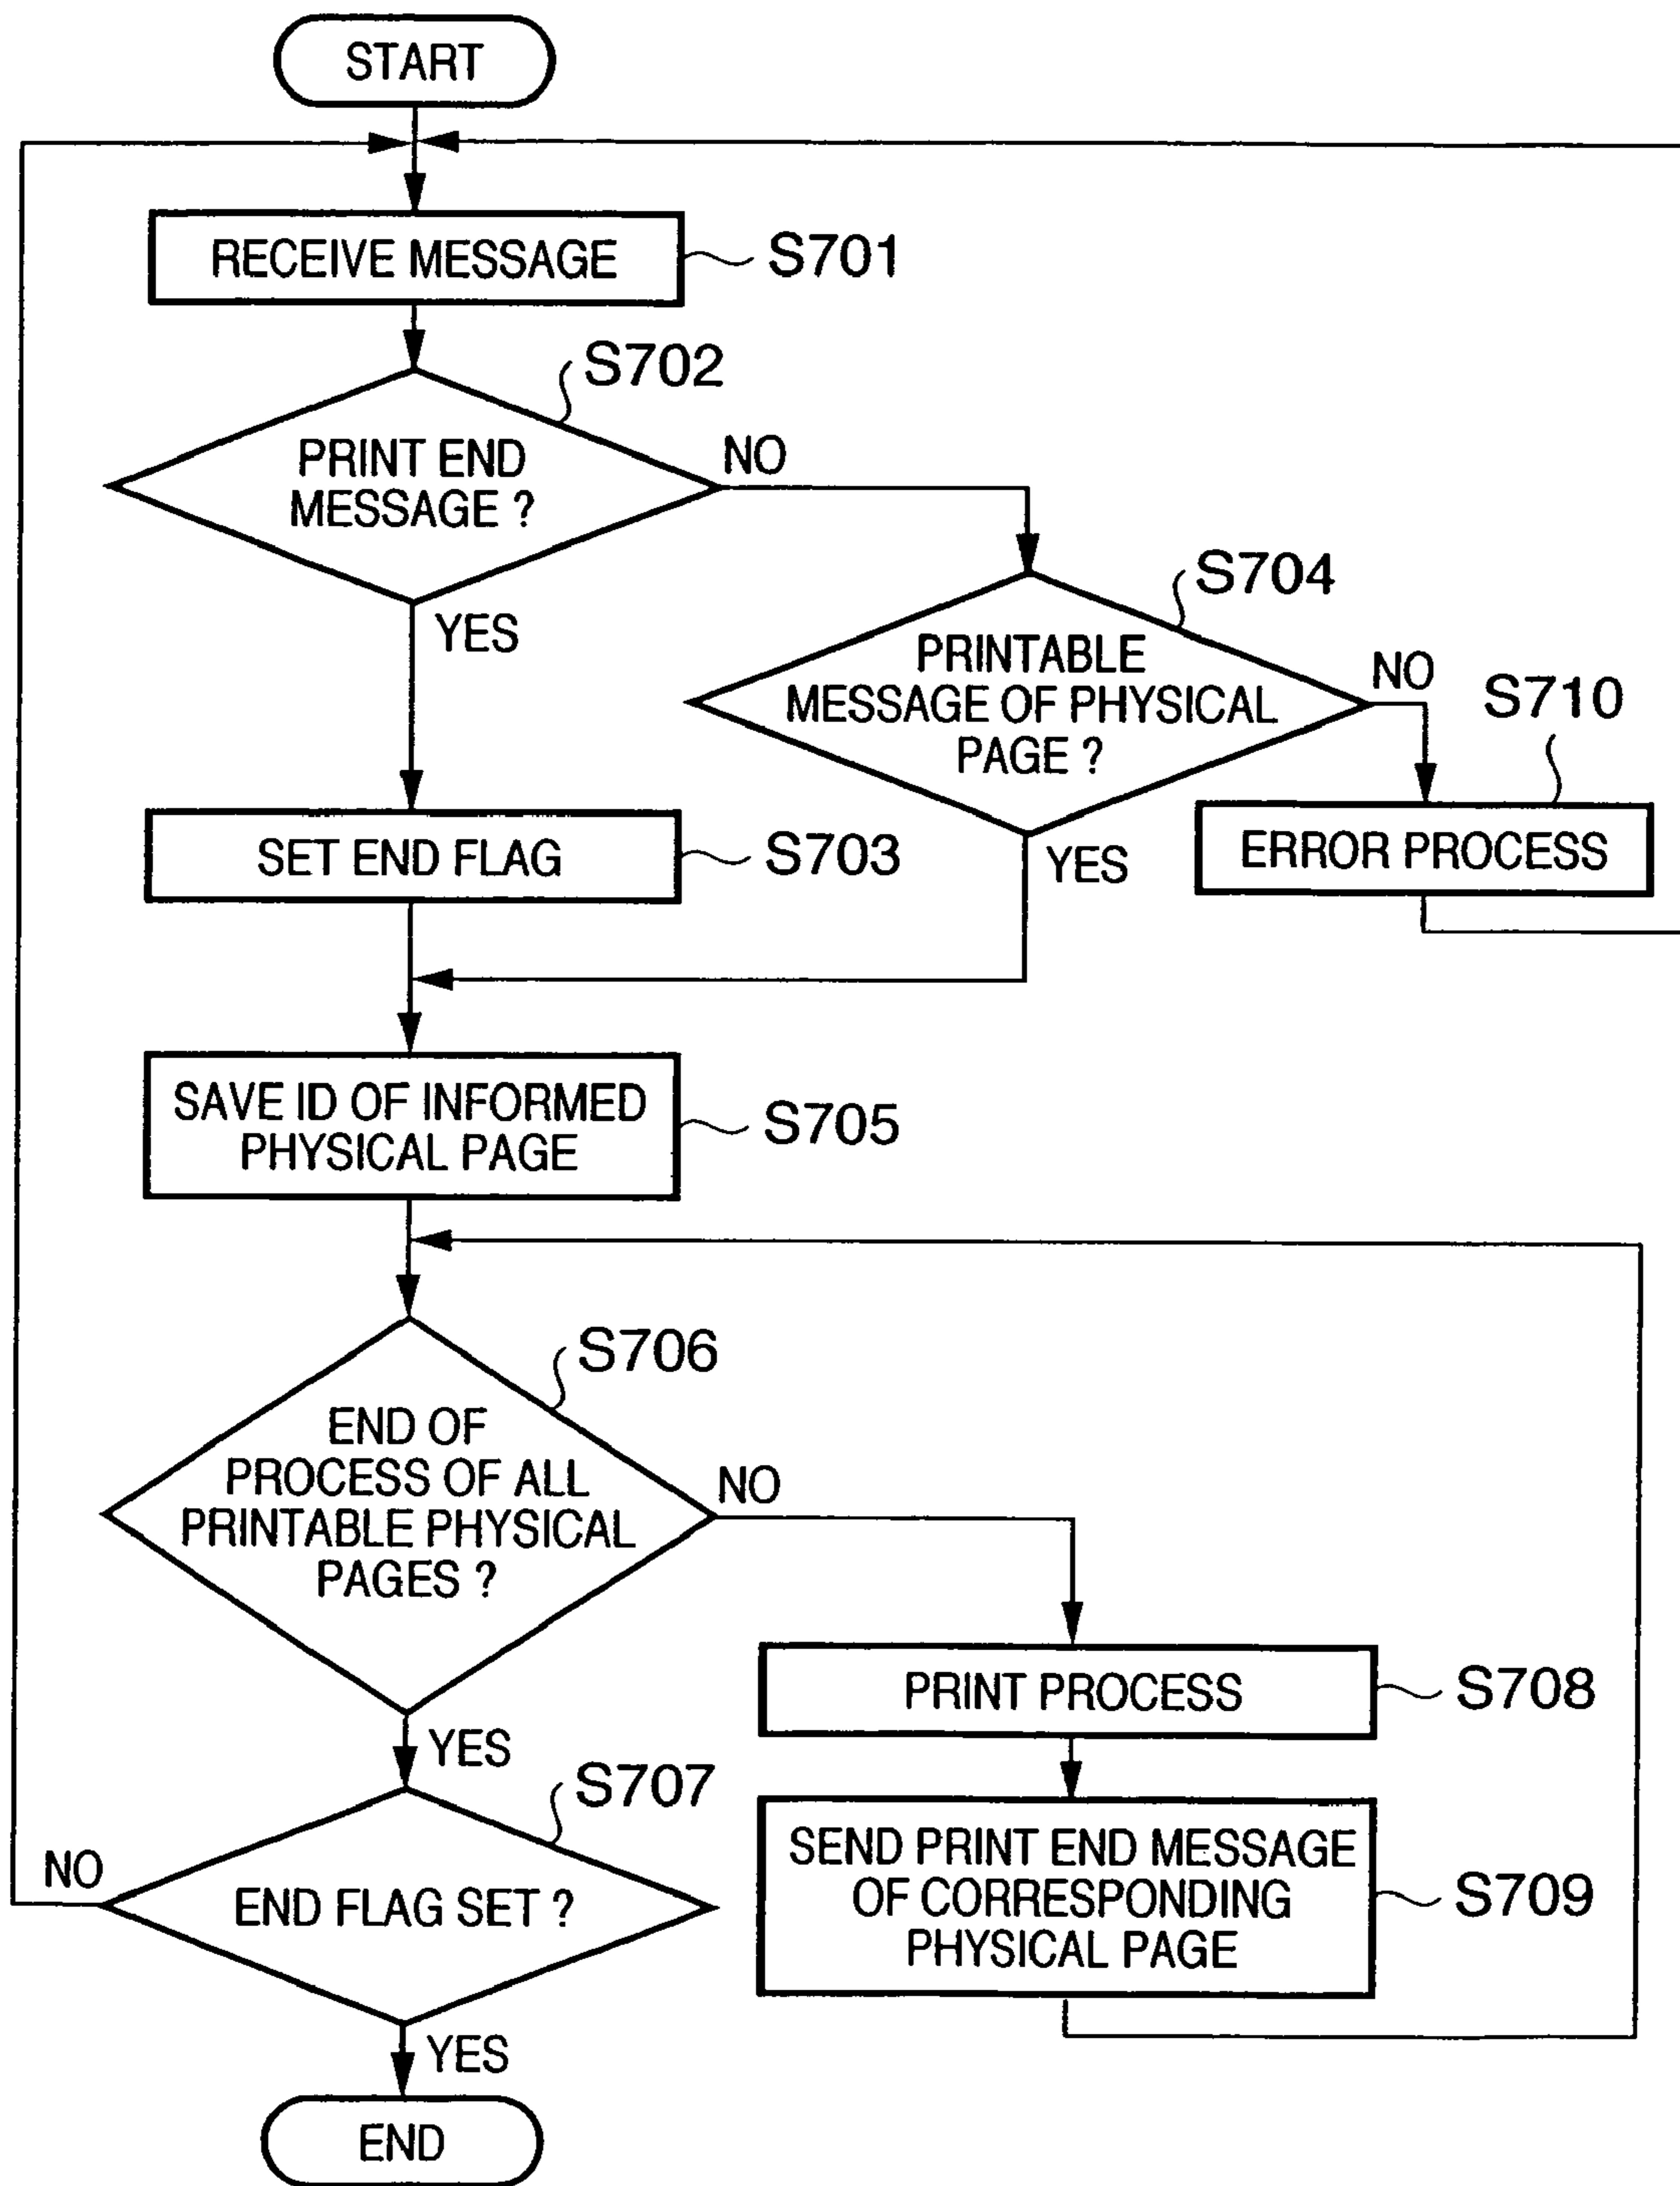 START
RECEIVE MESSAGE
S701
S702
PRINT END
MESSAGE ?
NO
YES
S704
PRINTABLE
MESSAGE OF PHYSICAL
PAGE ?
NO
YES
S710
ERROR PROCESS
SET END FLAG
S703
SAVE ID OF INFORMED
PHYSICAL PAGE
S705
S706
END OF
PROCESS OF ALL
PRINTABLE PHYSICAL
PAGES ?
NO
YES
PRINT PROCESS
S708
S707
END FLAG SET ?
NO
YES
SEND PRINT END MESSAGE
OF CORRESPONDING
PHYSICAL PAGE
S709
END